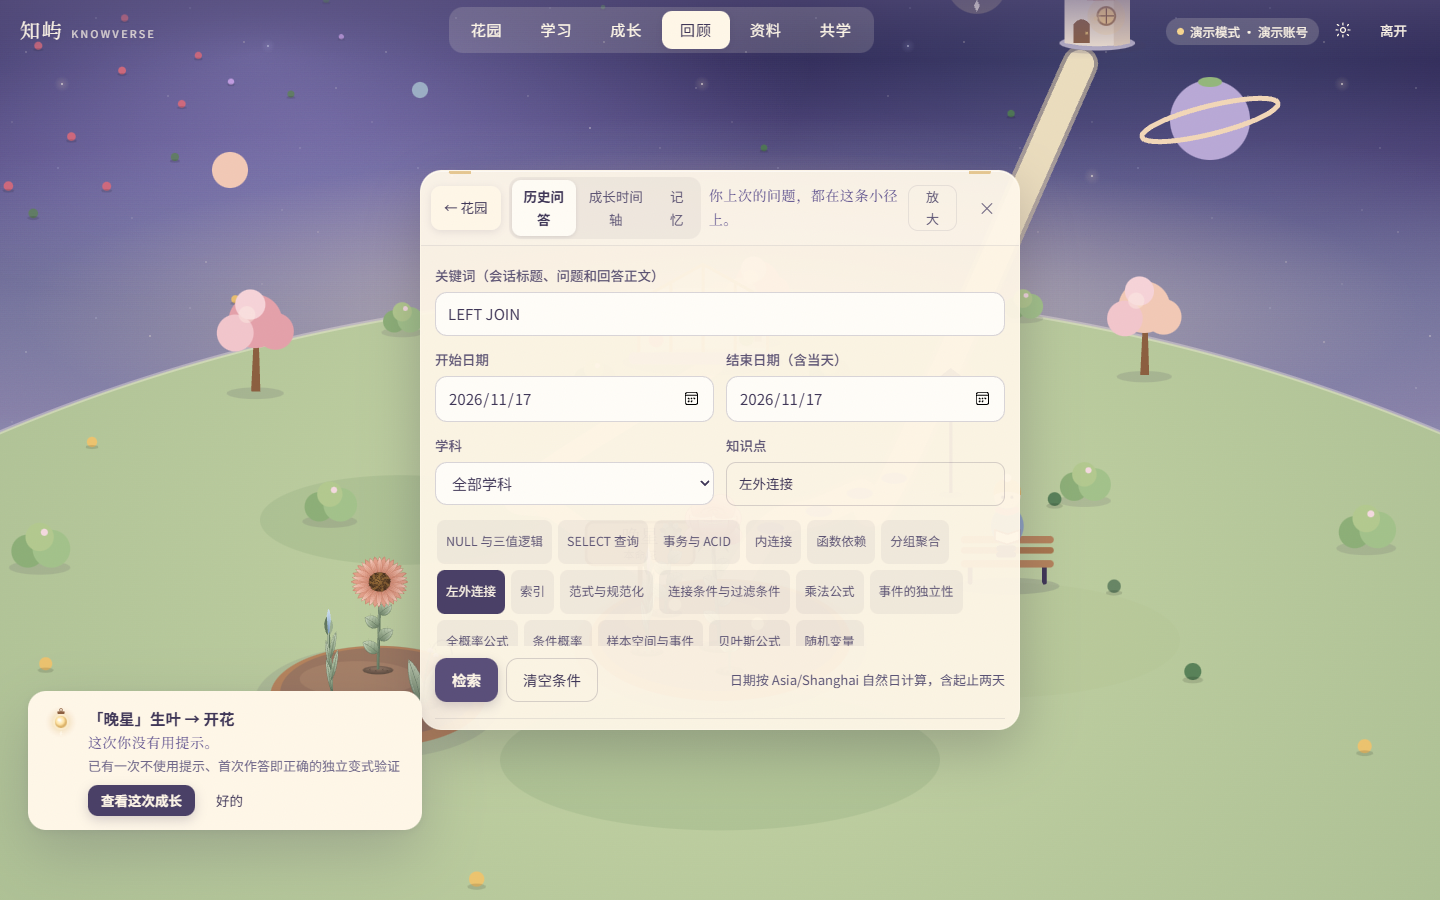 知屿 KNOWVERSE
花园 学习 成长 回顾 资料 共学
演示模式 · 演示账号
离开
← 花园
历史问
答
成长时间
轴
记
忆
你上次的问题，都在这条小径
上。
放
大
关键词（会话标题、问题和回答正文）
LEFT JOIN
开始日期 结束日期（含当天）
2026/11/17 2026/11/17
学科 知识点
全部学科 左外连接
NULL 与三值逻辑 SELECT 查询 事务与 ACID 内连接 函数依赖 分组聚合
左外连接 索引 范式与规范化 连接条件与过滤条件 乘法公式 事件的独立性
全概率公式 条件概率 样本空间与事件 贝叶斯公式 随机变量
检索 清空条件 日期按 Asia/Shanghai 自然日计算，含起止两天
「晚星」生叶 → 开花
这次你没有用提示。
已有一次不使用提示、首次作答即正确的独立变式验证
查看这次成长 好的